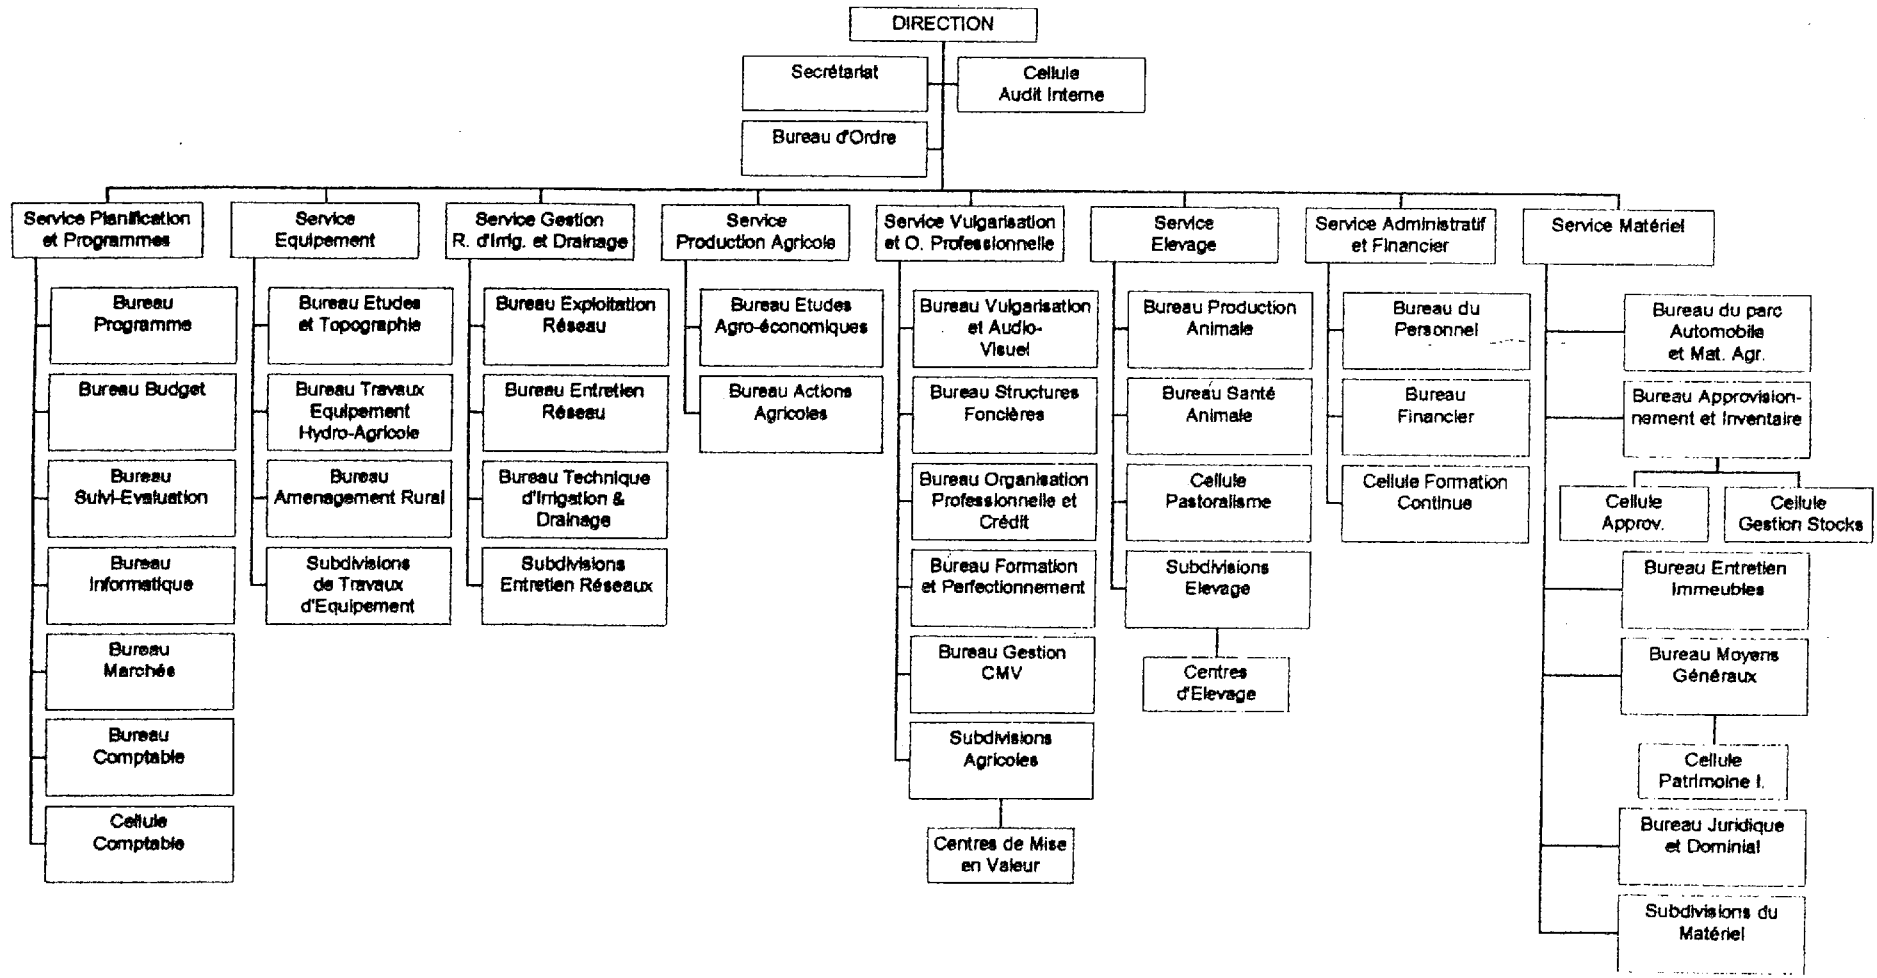 DIRECTION
Secrétariat
Cellule
Audit Interne
Bureau d'Ordre
Service Planification
et Programmes
Service
Equipement
Service Gestion
R. d'Irrig. et Drainage
Service
Production Agricole
Service Vulgarisation
et O. Professionnelle
Service
Elevage
Service Administratif
et Financier
Service Matériel
Bureau
Programme
Bureau Budget
Bureau
Suivi-Evaluation
Bureau
Informatique
Bureau
Marchés
Bureau
Comptable
Cellule
Comptable
Bureau Etudes
et Topographie
Bureau Travaux
Equipement
Hydro-Agricole
Bureau
Amenagement Rural
Subdivisions
de Travaux
d'Equipement
Bureau Exploitation
Réseau
Bureau Entretien
Réseau
Bureau Technique
d'Irrigation &
Drainage
Subdivisions
Entretien Réseaux
Bureau Etudes
Agro-économiques
Bureau Actions
Agricoles
Bureau Vulgarisation
et Audio-
Visuel
Bureau Structures
Foncières
Bureau Organisation
Professionnelle et
Crédit
Bureau Formation
et Perfectionnement
Bureau Gestion
CMV
Subdivisions
Agricoles
Centres de Mise
en Valeur
Bureau Production
Animale
Bureau Santé
Animale
Cellule
Pastoralisme
Subdivisions
Elevage
Centres
d'Elevage
Bureau du
Personnel
Bureau
Financier
Cellule Formation
Continue
Bureau du parc
Automobile
et Mat. Agr.
Bureau Approvision-
nement et Inventaire
Cellule
Approv.
Cellule
Gestion Stocks
Bureau Entretien
Immeubles
Bureau Moyens
Généraux
Cellule
Patrimoine I.
Bureau Juridique
et Dominial
Subdivisions du
Matériel